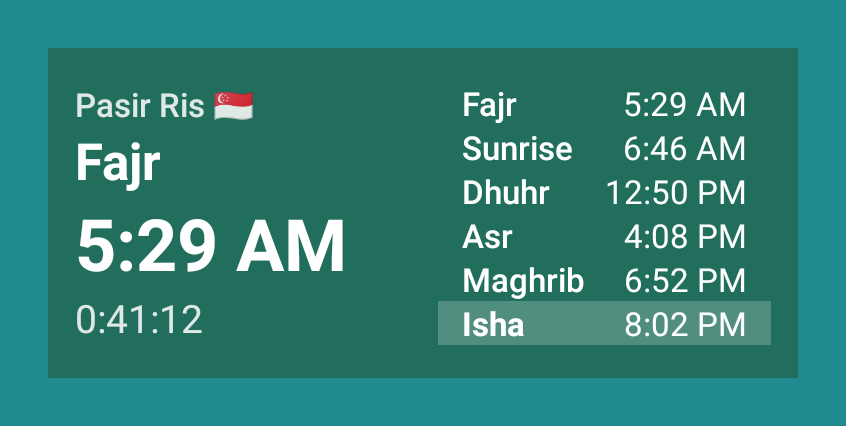 Pasir Ris 🇸🇬
Fajr
5:29 AM
0:41:12
Fajr 5:29 AM
Sunrise 6:46 AM
Dhuhr 12:50 PM
Asr 4:08 PM
Maghrib 6:52 PM
Isha 8:02 PM